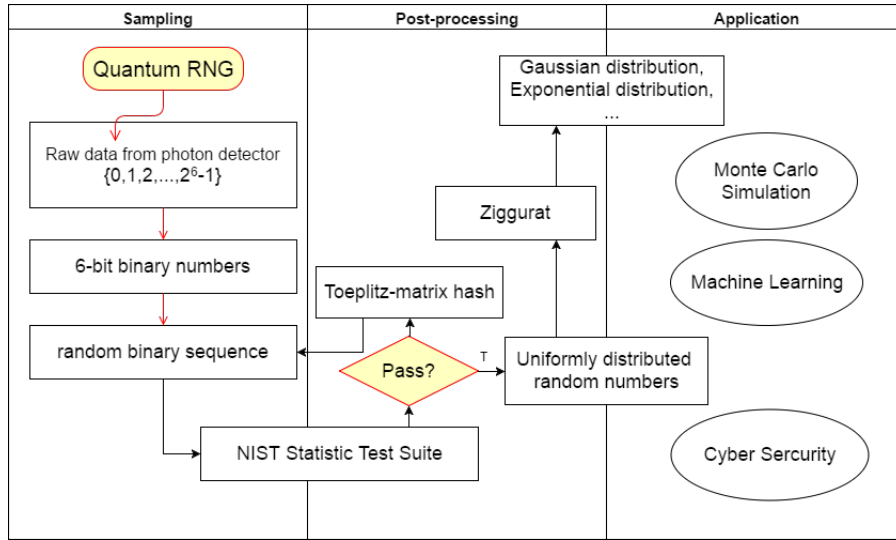 Sampling
Post-processing
Application
Quantum RNG
Raw data from photon detector
{0,1,2,...,2⁶-1}
6-bit binary numbers
random binary sequence
NIST Statistic Test Suite
Toeplitz-matrix hash
Pass?
T
Uniformly distributed
random numbers
Ziggurat
Gaussian distribution,
Exponential distribution,
...
Monte Carlo
Simulation
Machine Learning
Cyber Sercurity